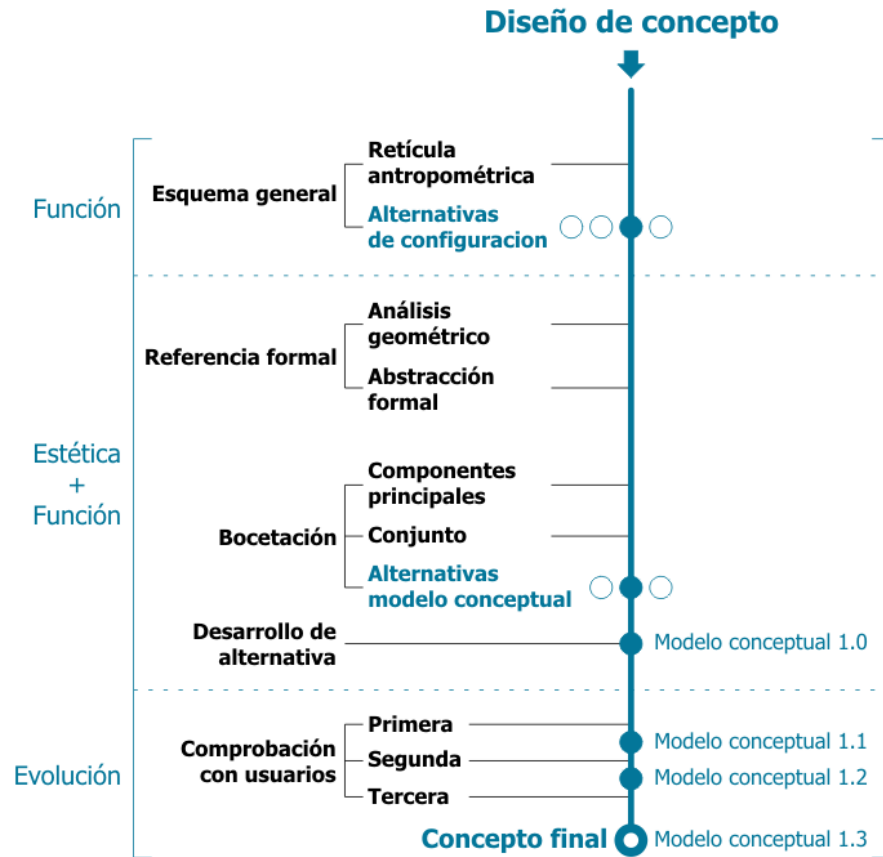 Diseño de concepto
Función
Esquema general
Retícula
antropométrica
Alternativas
de configuracion
Estética
+
Función
Referencia formal
Análisis
geométrico
Abstracción
formal
Bocetación
Componentes
principales
Conjunto
Alternativas
modelo conceptual
Desarrollo de
alternativa
Modelo conceptual 1.0
Evolución
Comprobación
con usuarios
Primera
Modelo conceptual 1.1
Segunda
Modelo conceptual 1.2
Tercera
Concepto final
Modelo conceptual 1.3